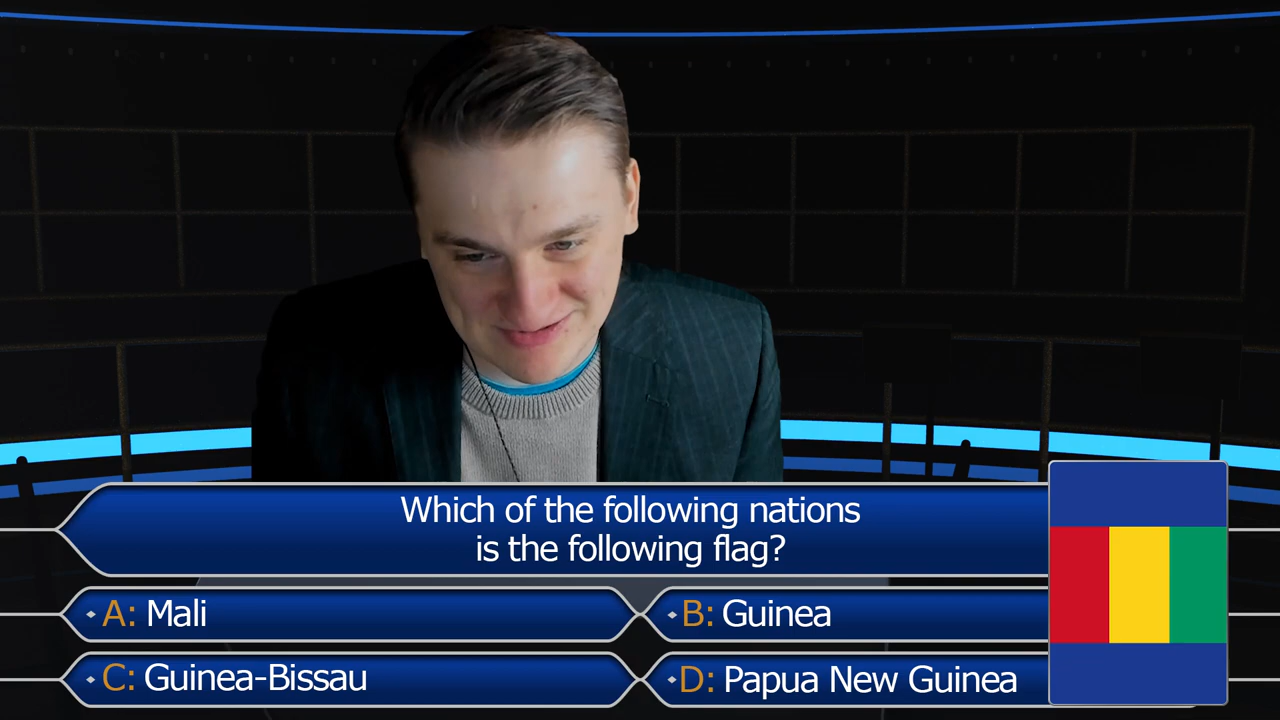 Which of the following nations
is the following flag?
A: Mali
B: Guinea
C: Guinea-Bissau
D: Papua New Guinea